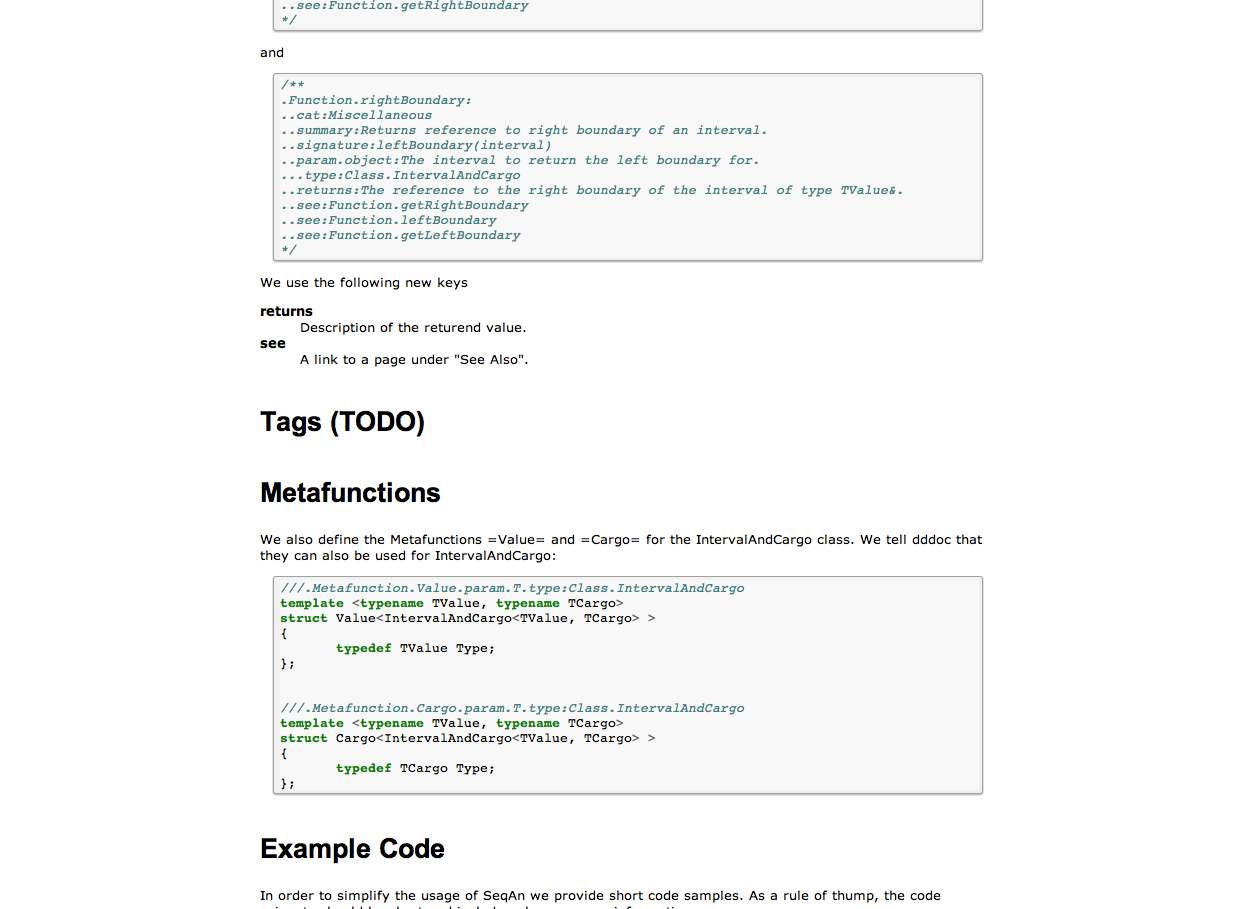 ..see:Function.getRightBoundary
*/
and
/**
.Function.rightBoundary:
..cat:Miscellaneous
..summary:Returns reference to right boundary of an interval.
..signature:leftBoundary(interval)
..param.object:The interval to return the left boundary for.
...type:Class.IntervalAndCargo
..returns:The reference to the right boundary of the interval of type TValue&.
..see:Function.getRightBoundary
..see:Function.leftBoundary
..see:Function.getLeftBoundary
*/
We use the following new keys
returns
Description of the returend value.
see
A link to a page under "See Also".
Tags (TODO)
Metafunctions
We also define the Metafunctions =Value= and =Cargo= for the IntervalAndCargo class. We tell dddoc that
they can also be used for IntervalAndCargo:
///.Metafunction.Value.param.T.type:Class.IntervalAndCargo
template <typename TValue, typename TCargo>
struct Value<IntervalAndCargo<TValue, TCargo> >
{
typedef TValue Type;
};
///.Metafunction.Cargo.param.T.type:Class.IntervalAndCargo
template <typename TValue, typename TCargo>
struct Cargo<IntervalAndCargo<TValue, TCargo> >
{
typedef TCargo Type;
};
Example Code
In order to simplify the usage of SeqAn we provide short code samples. As a rule of thump, the code